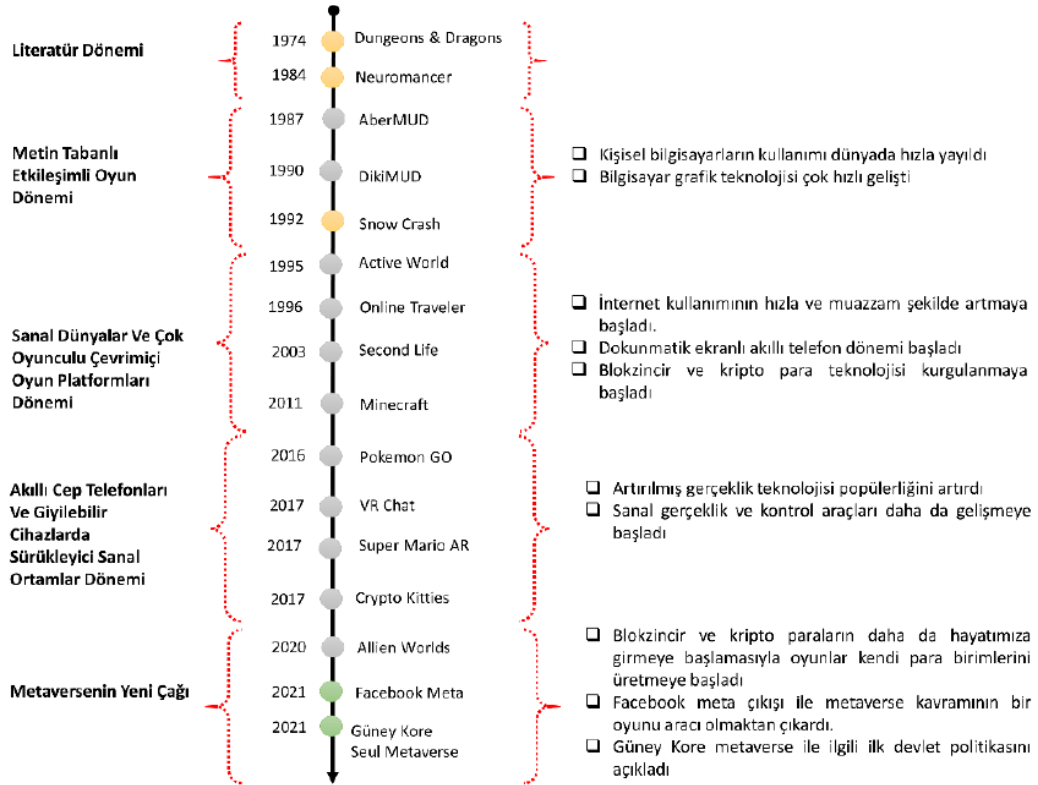 Literatür Dönemi
1974 Dungeons & Dragons
1984 Neuromancer
Metin Tabanlı
Etkileşimli Oyun
Dönemi
1987 AberMUD
1990 DikiMUD
1992 Snow Crash
❑ Kişisel bilgisayarların kullanımı dünyada hızla yayıldı
❑ Bilgisayar grafik teknolojisi çok hızlı gelişti
Sanal Dünyalar Ve Çok
Oyunculu Çevrimiçi
Oyun Platformları
Dönemi
1995 Active World
1996 Online Traveler
2003 Second Life
2011 Minecraft
❑ İnternet kullanımının hızla ve muazzam şekilde artmaya
başladı.
❑ Dokunmatik ekranlı akıllı telefon dönemi başladı
❑ Blokzincir ve kripto para teknolojisi kurgulanmaya
başladı
Akıllı Cep Telefonları
Ve Giyilebilir
Cihazlarda
Sürükleyici Sanal
Ortamlar Dönemi
2016 Pokemon GO
2017 VR Chat
2017 Super Mario AR
2017 Crypto Kitties
❑ Artırılmış gerçeklik teknolojisi popülerliğini artırdı
❑ Sanal gerçeklik ve kontrol araçları daha da gelişmeye
başladı
Metaversenin Yeni Çağı
2020 Allien Worlds
2021 Facebook Meta
2021 Güney Kore
Seul Metaverse
❑ Blokzincir ve kripto paraların daha da hayatımıza
girmeye başlamasıyla oyunlar kendi para birimlerini
üretmeye başladı
❑ Facebook meta çıkışı ile metaverse kavramının bir
oyunu aracı olmaktan çıkardı.
❑ Güney Kore metaverse ile ilgili ilk devlet politikasını
açıkladı